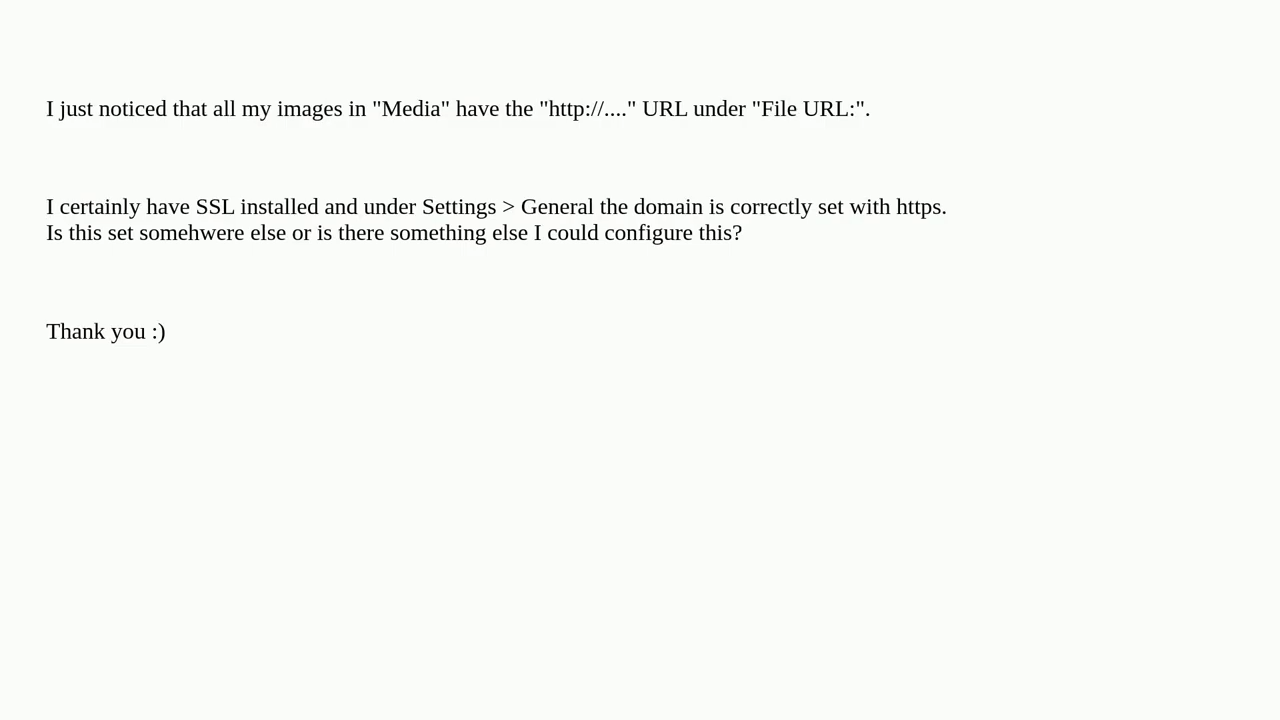 I just noticed that all my images in "Media" have the "http://...." URL under "File URL:".
I certainly have SSL installed and under Settings > General the domain is correctly set with https.
Is this set somehwere else or is there something else I could configure this?
Thank you :)